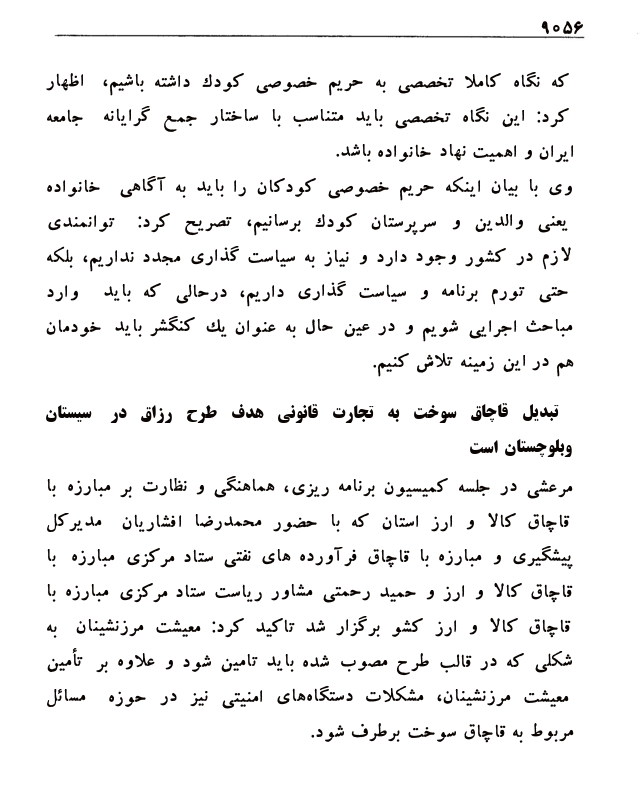 ۹۰۵۶
که نگاه کاملا تخصصی به حریم خصوصی کودك داشته باشیم، اظهار
کرد: این نگاه تخصصی باید متناسب با ساختار جمع گرایانه جامعه
ایران و اهمیت نهاد خانواده باشد.
وی با بیان اینکه حریم خصوصی کودکان را باید به آگاهی خانواده
یعنی والدین و سرپرستان کودك برسانیم، تصریح کرد: توانمندی
لازم در کشور وجود دارد و نیاز به سیاست گذاری مجدد نداریم، بلکه
حتی تورم برنامه و سیاست گذاری داریم، درحالی که باید وارد
مباحث اجرایی شویم و در عین حال به عنوان یك کنگشر باید خودمان
هم در این زمینه تلاش کنیم.
تبدیل قاچاق سوخت به تجارت قانونی هدف طرح رزاق در سیستان
وبلوچستان است
مرعشی در جلسه کمیسیون برنامه ریزی، هماهنگی و نظارت بر مبارزه با
قاچاق کالا و ارز استان که با حضور محمدرضا افشاریان مدیرکل
پیشگیری و مبارزه با قاچاق فرآورده های نفتی ستاد مرکزی مبارزه با
قاچاق کالا و ارز و حمید رحمتی مشاور ریاست ستاد مرکزی مبارزه با
قاچاق کالا و ارز کشو برگزار شد تاکید کرد: معیشت مرزنشینان به
شکلی که در قالب طرح مصوب شده باید تامین شود و علاوه بر تأمین
معیشت مرزنشینان، مشکلات دستگاه‌های امنیتی نیز در حوزه مسائل
مربوط به قاچاق سوخت برطرف شود.